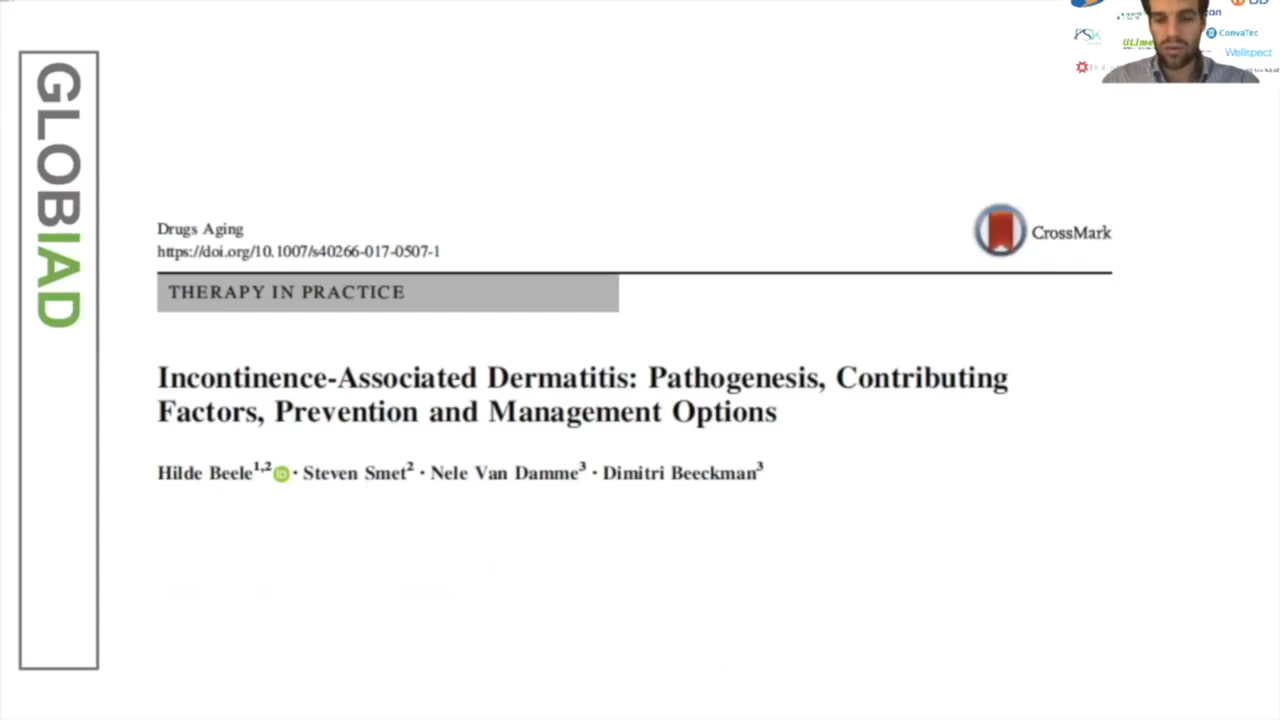 GLOBIAD
PSK
ConvaTec
Wellspect
Drugs Aging
https://doi.org/10.1007/s40266-017-0507-1
CrossMark
THERAPY IN PRACTICE
Incontinence-Associated Dermatitis: Pathogenesis, Contributing
Factors, Prevention and Management Options
Hilde Beele1,2 · Steven Smet2 · Nele Van Damme3 · Dimitri Beeckman3